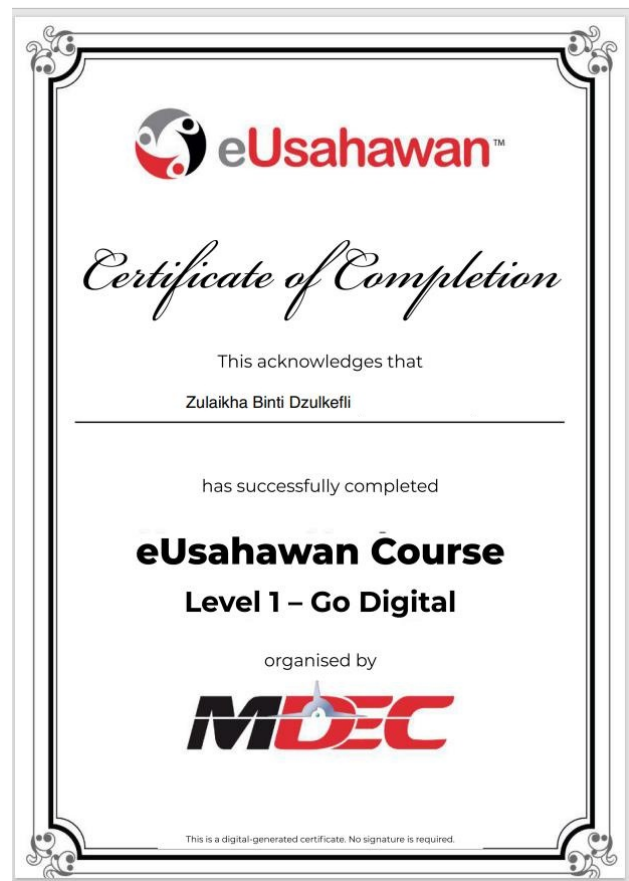 eUsahawan™
Certificate of Completion
This acknowledges that
Zulaikha Binti Dzulkefli
has successfully completed
eUsahawan Course
Level 1 – Go Digital
organised by
MDEC
This is a digital-generated certificate. No signature is required.